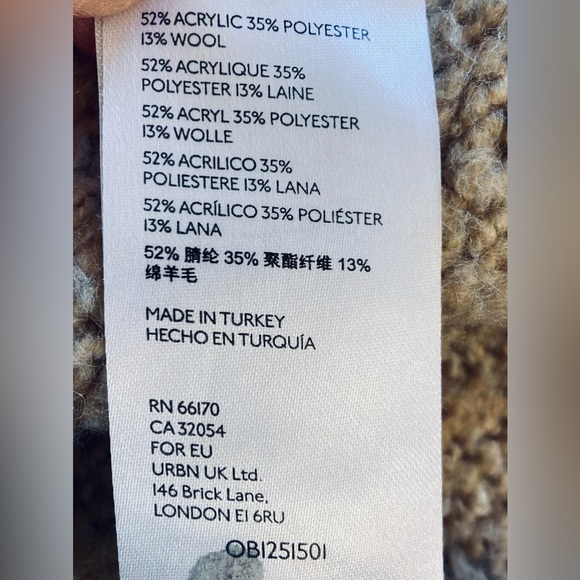 52% ACRYLIC 35% POLYESTER
13% WOOL
52% ACRYLIQUE 35%
POLYESTER 13% LAINE
52% ACRYL 35% POLYESTER
13% WOLLE
52% ACRILICO 35%
POLIESTERE 13% LANA
52% ACRÍLICO 35% POLIÉSTER
13% LANA
52% 腈纶 35% 聚酯纤维 13%
绵羊毛
MADE IN TURKEY
HECHO EN TURQUÍA
RN 66170
CA 32054
FOR EU
URBN UK Ltd.
146 Brick Lane,
LONDON E1 6RU
OB1251501